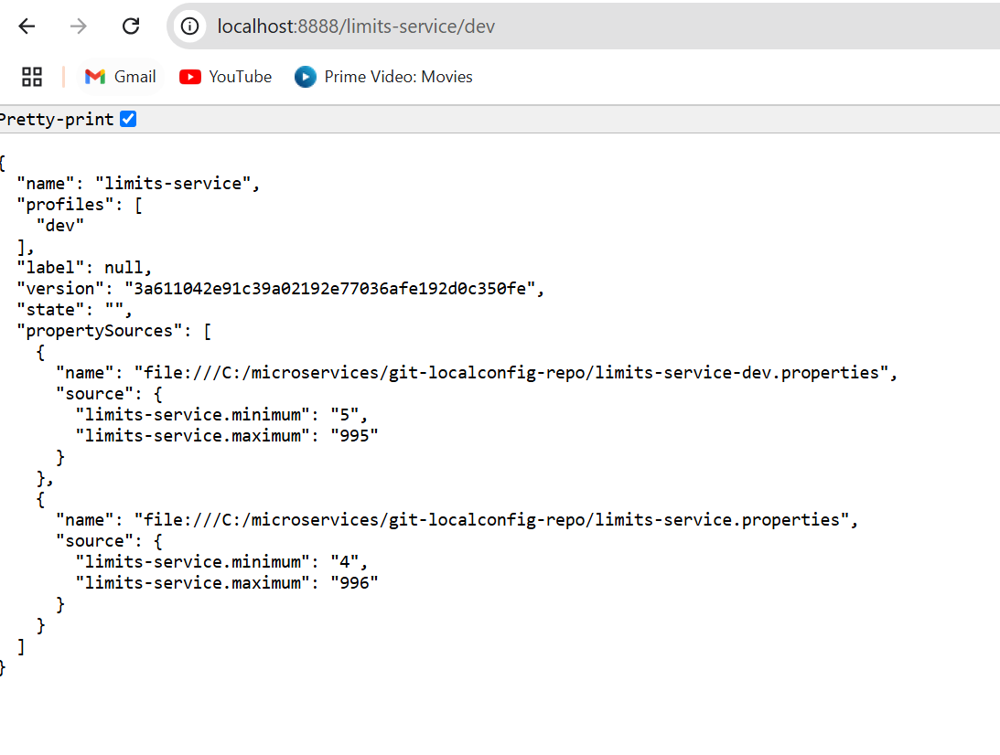 localhost:8888/limits-service/dev
Gmail YouTube Prime Video: Movies
Pretty-print
{
  "name": "limits-service",
  "profiles": [
    "dev"
  ],
  "label": null,
  "version": "3a611042e91c39a02192e77036afe192d0c350fe",
  "state": "",
  "propertySources": [
    {
      "name": "file:///C:/microservices/git-localconfig-repo/limits-service-dev.properties",
      "source": {
        "limits-service.minimum": "5",
        "limits-service.maximum": "995"
      }
    },
    {
      "name": "file:///C:/microservices/git-localconfig-repo/limits-service.properties",
      "source": {
        "limits-service.minimum": "4",
        "limits-service.maximum": "996"
      }
    }
  ]
}